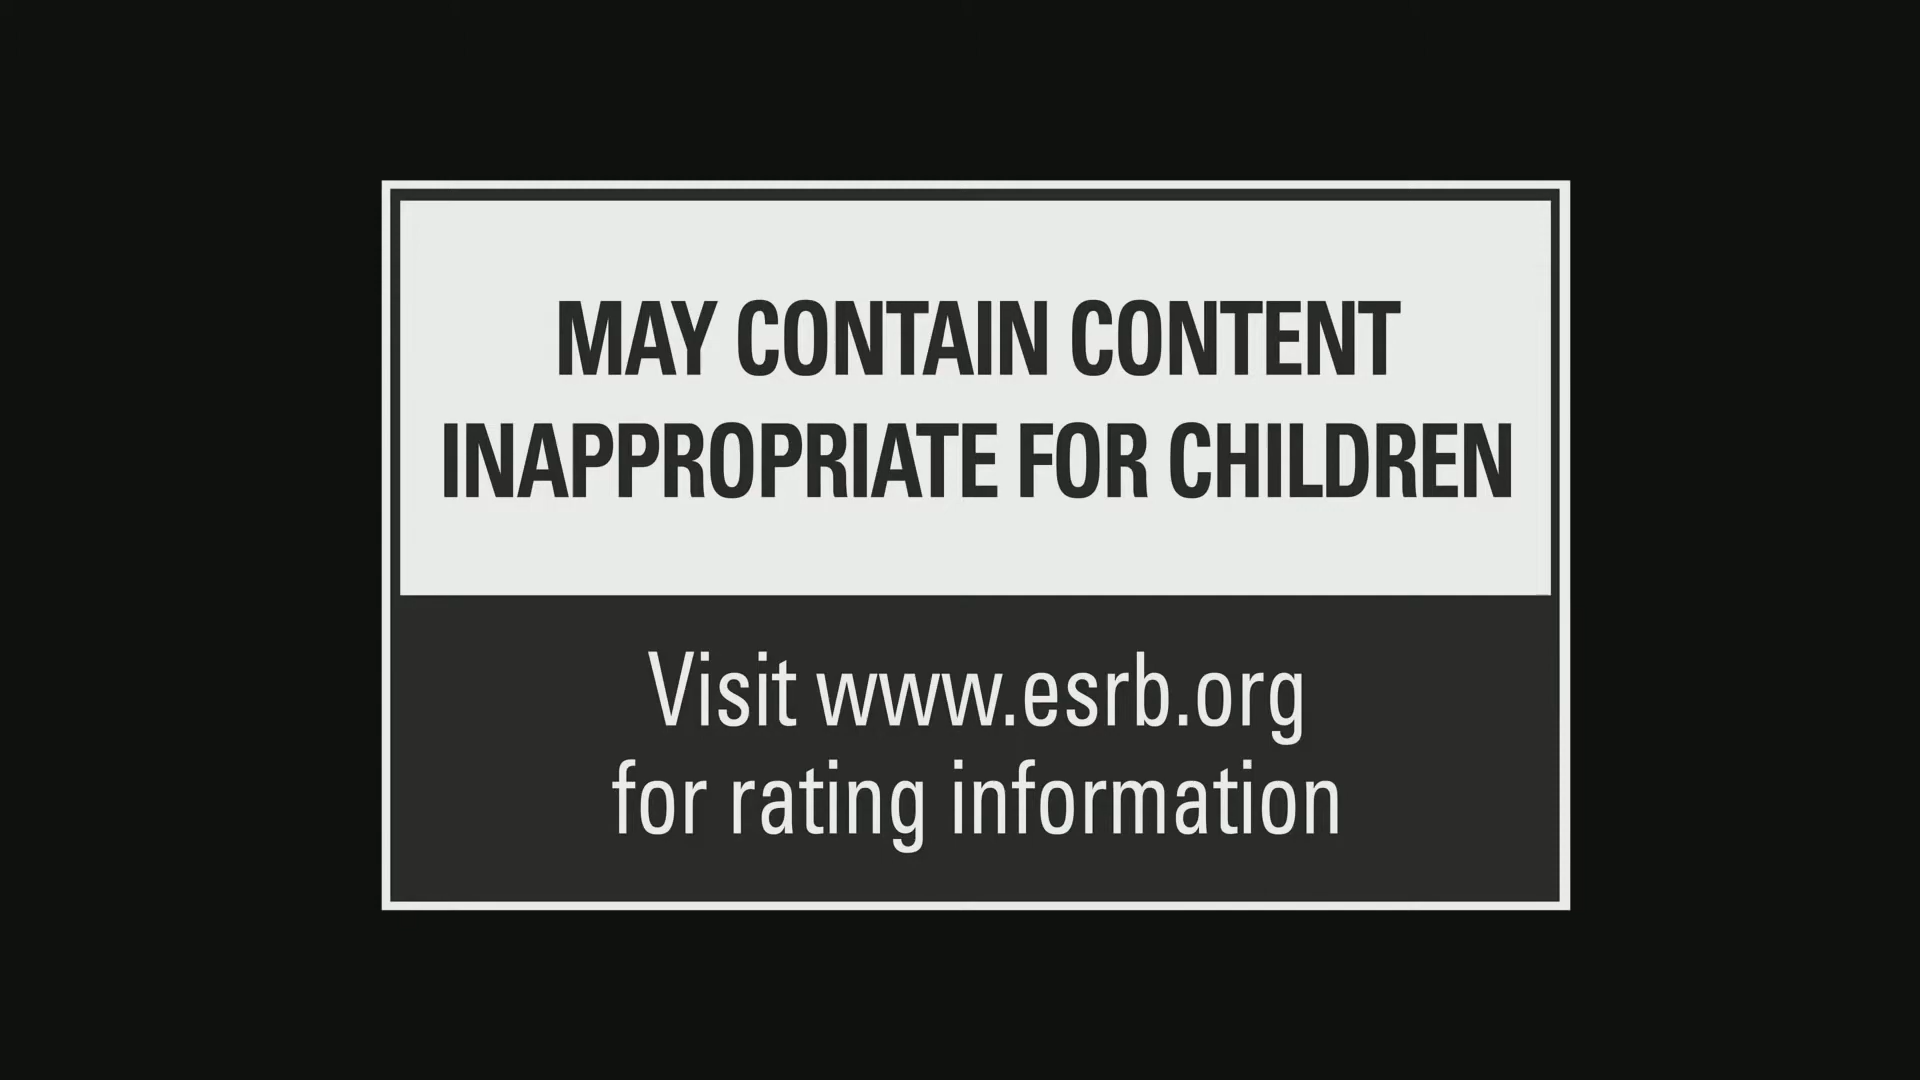 MAY CONTAIN CONTENT
INAPPROPRIATE FOR CHILDREN
Visit www.esrb.org
for rating information